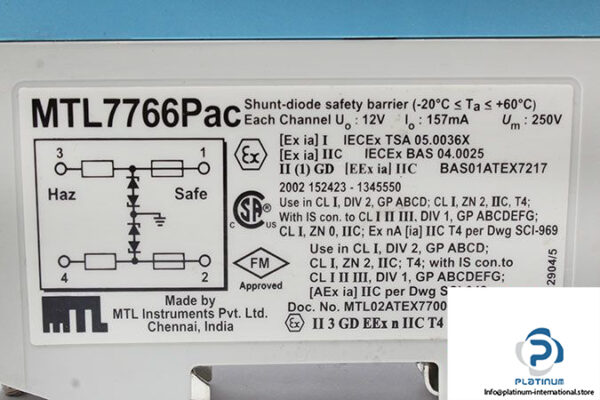 MTL7766Pac
Shunt-diode safety barrier (-20°C ≤ Ta ≤ +60°C)
Each Channel Uo : 12V Io : 157mA Um : 250V
[Ex ia] I IECEx TSA 05.0036X
[Ex ia] IIC IECEx BAS 04.0025
II (1) GD [EEx ia] IIC BAS01ATEX7217
2002 152423 - 1345550
Use in CL I, DIV 2, GP ABCD; CL I, ZN 2, IIC, T4;
With IS con.to CL I II III, DIV 1, GP ABCDEFG;
CL I, ZN 0, IIC; Ex nA [ia] IIC T4 per Dwg SCI-969
Use in CL I, DIV 2, GP ABCD;
CL I, ZN 2, IIC; T4; with IS con.to
CL I II III, DIV 1, GP ABCDEFG;
[AEx ia] IIC per Dwg
Doc. No. MTL02ATEX7700
II 3 GD EEx n IIC T4
3 1
Haz Safe
4 2
Ex
SA
FM
Approved
MTL
Made by
MTL Instruments Pvt. Ltd.
Chennai, India
2904/5
PLATINUM
Info@platinum-international.store